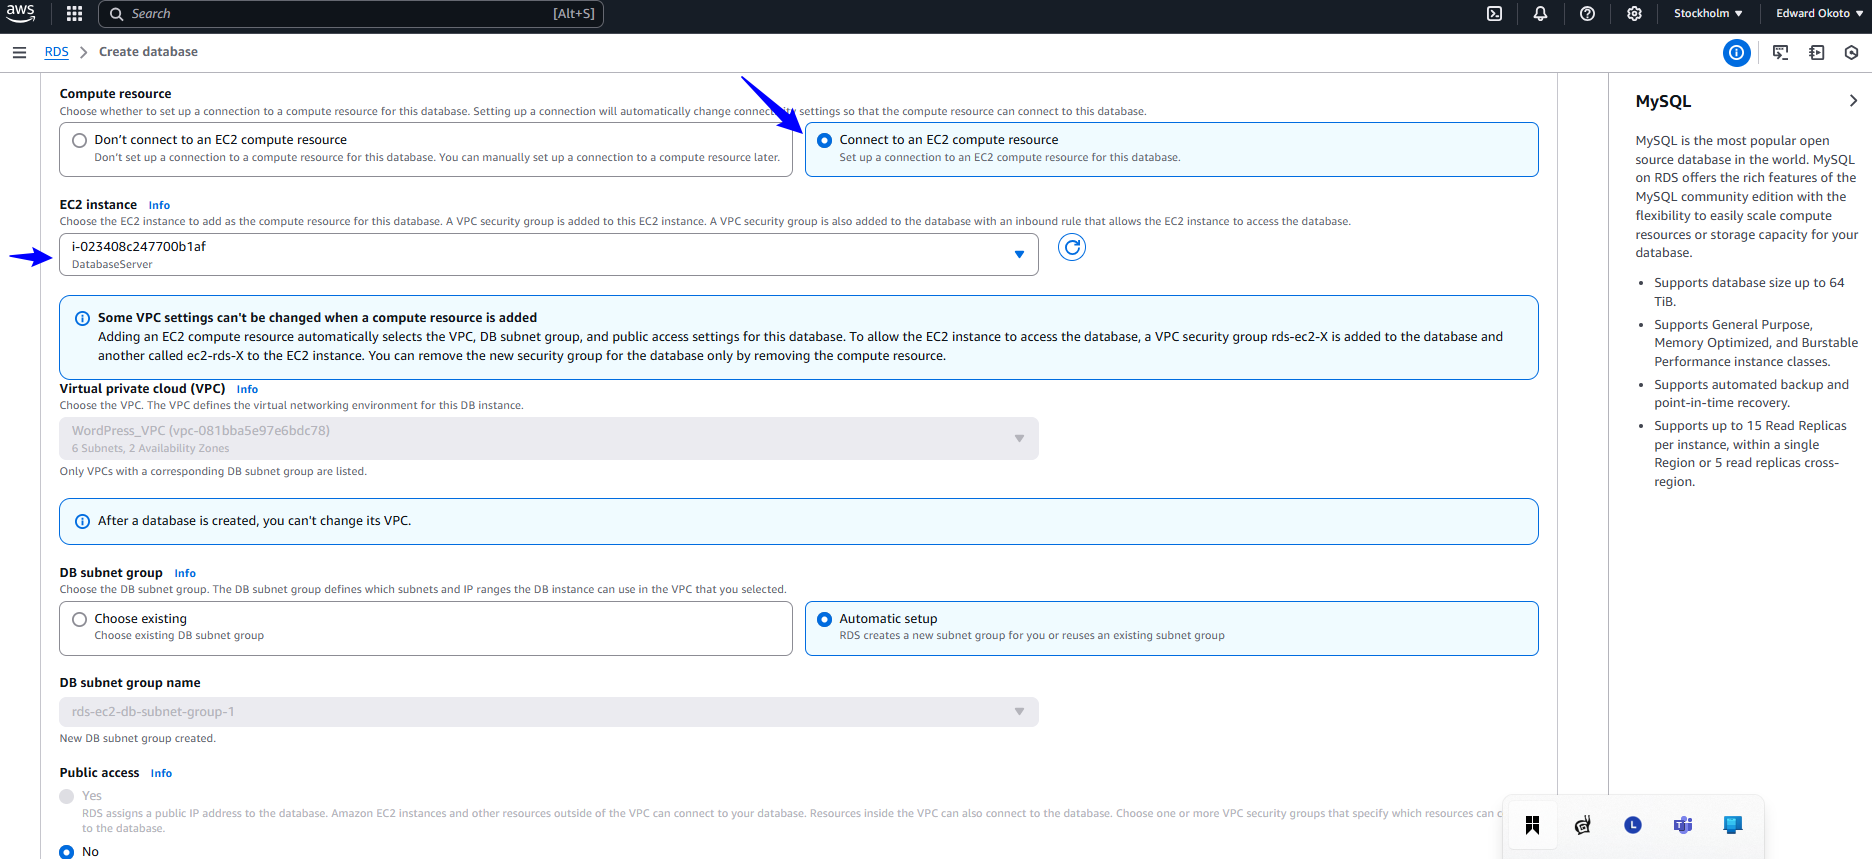 aws
Search
[Alt+S]
Stockholm ▼
Edward Okoto ▼
RDS > Create database
Compute resource
Choose whether to set up a connection to a compute resource for this database. Setting up a connection will automatically change settings so that the compute resource can connect to this database.
Don't connect to an EC2 compute resource
Don't set up a connection to a compute resource for this database. You can manually set up a connection to a compute resource later.
Connect to an EC2 compute resource
Set up a connection to an EC2 compute resource for this database.
EC2 instance Info
Choose the EC2 instance to add as the compute resource for this database. A VPC security group is added to this EC2 instance. A VPC security group is also added to the database with an inbound rule that allows the EC2 instance to access the database.
i-023408c247700b1af
DatabaseServer
Some VPC settings can't be changed when a compute resource is added
Adding an EC2 compute resource automatically selects the VPC, DB subnet group, and public access settings for this database. To allow the EC2 instance to access the database, a VPC security group rds-ec2-X is added to the database and
another called ec2-rds-X to the EC2 instance. You can remove the new security group for the database only by removing the compute resource.
Virtual private cloud (VPC) Info
Choose the VPC. The VPC defines the virtual networking environment for this DB instance.
WordPress_VPC (vpc-081bba5e97e6bdc78)
6 Subnets, 2 Availability Zones
Only VPCs with a corresponding DB subnet group are listed.
After a database is created, you can't change its VPC.
DB subnet group Info
Choose the DB subnet group. The DB subnet group defines which subnets and IP ranges the DB instance can use in the VPC that you selected.
Choose existing
Choose existing DB subnet group
Automatic setup
RDS creates a new subnet group for you or reuses an existing subnet group
DB subnet group name
rds-ec2-db-subnet-group-1
New DB subnet group created.
Public access Info
Yes
RDS assigns a public IP address to the database. Amazon EC2 instances and other resources outside of the VPC can connect to your database. Resources inside the VPC can also connect to the database. Choose one or more VPC security groups that specify which resources can
to the database.
No
MySQL
MySQL is the most popular open
source database in the world. MySQL
on RDS offers the rich features of the
MySQL community edition with the
flexibility to easily scale compute
resources or storage capacity for your
database.
• Supports database size up to 64
TiB.
• Supports General Purpose,
Memory Optimized, and Burstable
Performance instance classes.
• Supports automated backup and
point-in-time recovery.
• Supports up to 15 Read Replicas
per instance, within a single
Region or 5 read replicas cross-
region.
L